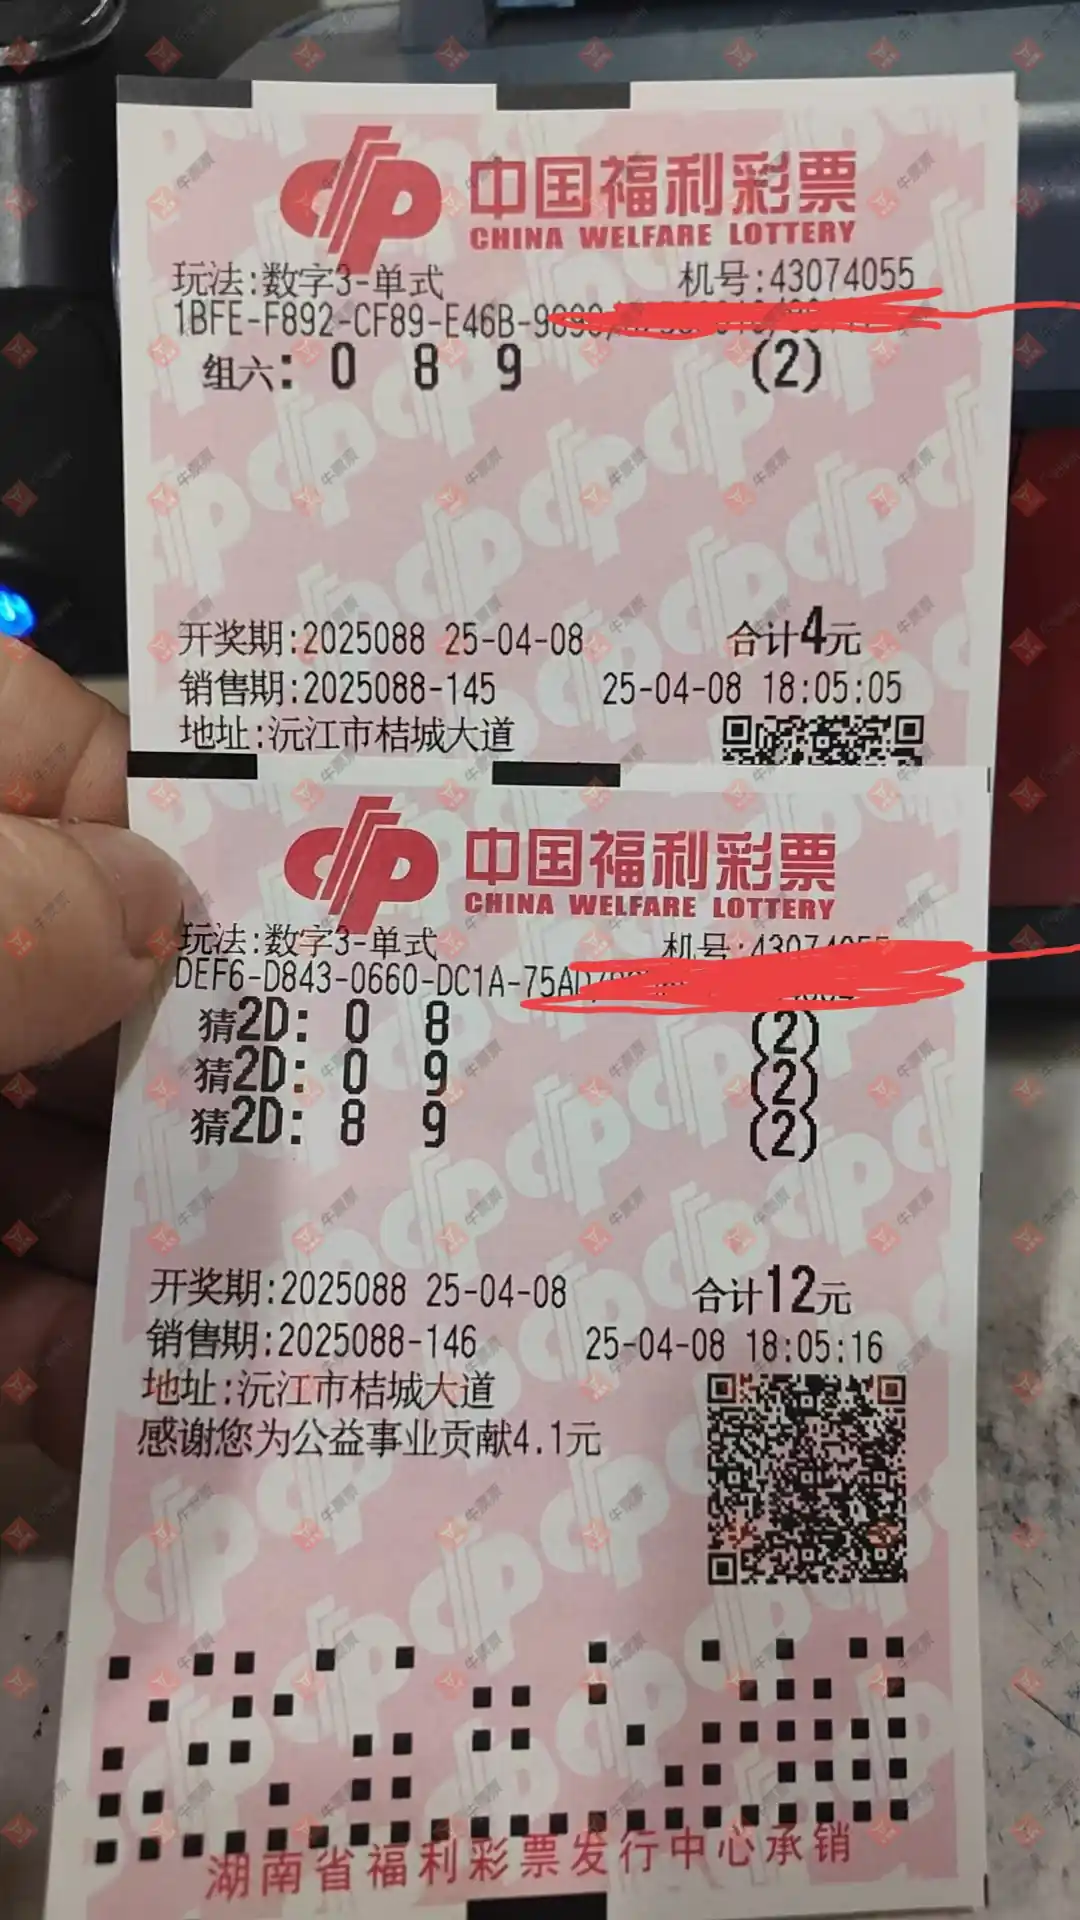 中国福利彩票
CHINA WELFARE LOTTERY
玩法:数字3-单式 机号:43074055
1BFE-F892-CF89-E46B-
组六: 0 8 9 (2)
开奖期:2025088 25-04-08 合计4元
销售期:2025088-145 25-04-08 18:05:05
地址:沅江市桔城大道
中国福利彩票
CHINA WELFARE LOTTERY
玩法:数字3-单式 机号:43074055
DEF6-D843-0660-DC1A-75AD
猜2D: 0 8 (2)
猜2D: 0 9 (2)
猜2D: 8 9 (2)
开奖期:2025088 25-04-08 合计12元
销售期:2025088-146 25-04-08 18:05:16
地址:沅江市桔城大道
感谢您为公益事业贡献4.1元
湖南省福利彩票发行中心承销